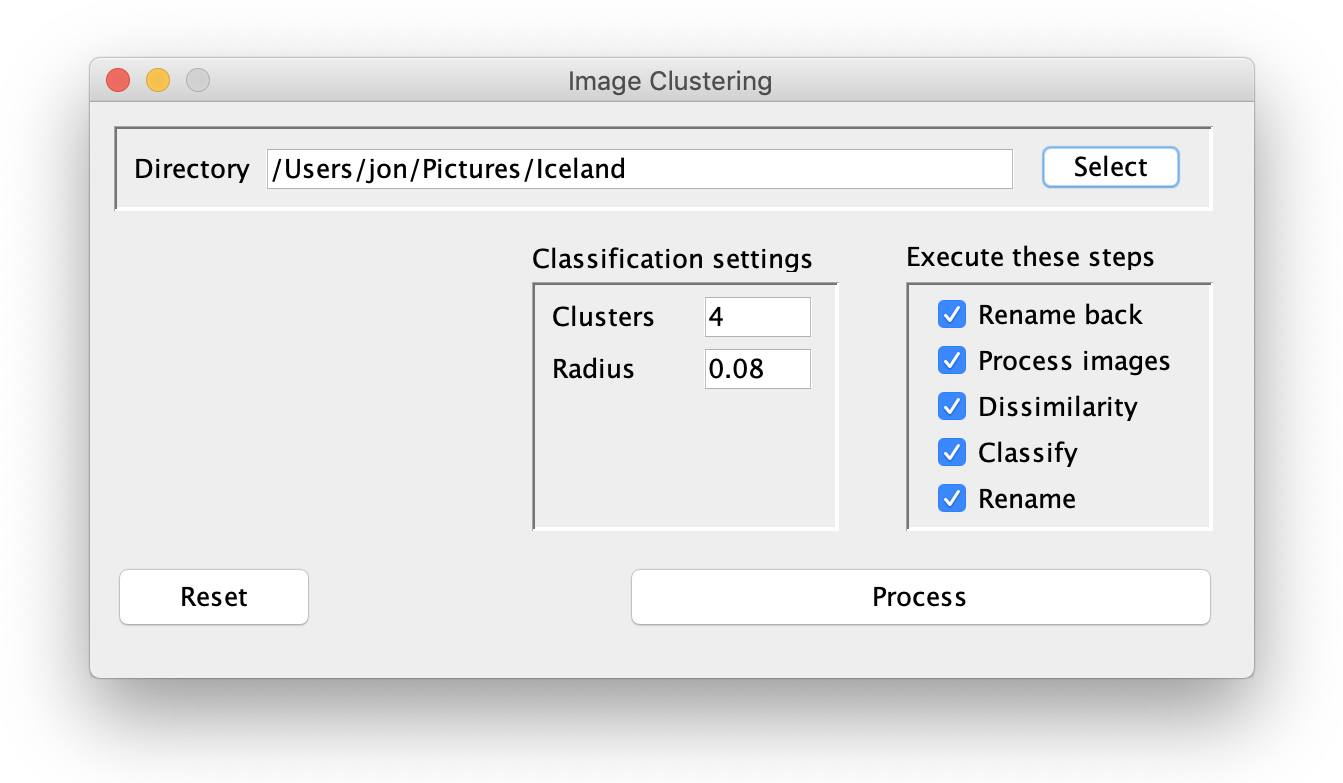 Image Clustering
Directory /Users/jon/Pictures/Iceland Select
Classification settings
Clusters 4
Radius 0.08
Execute these steps
Rename back
Process images
Dissimilarity
Classify
Rename
Reset Process